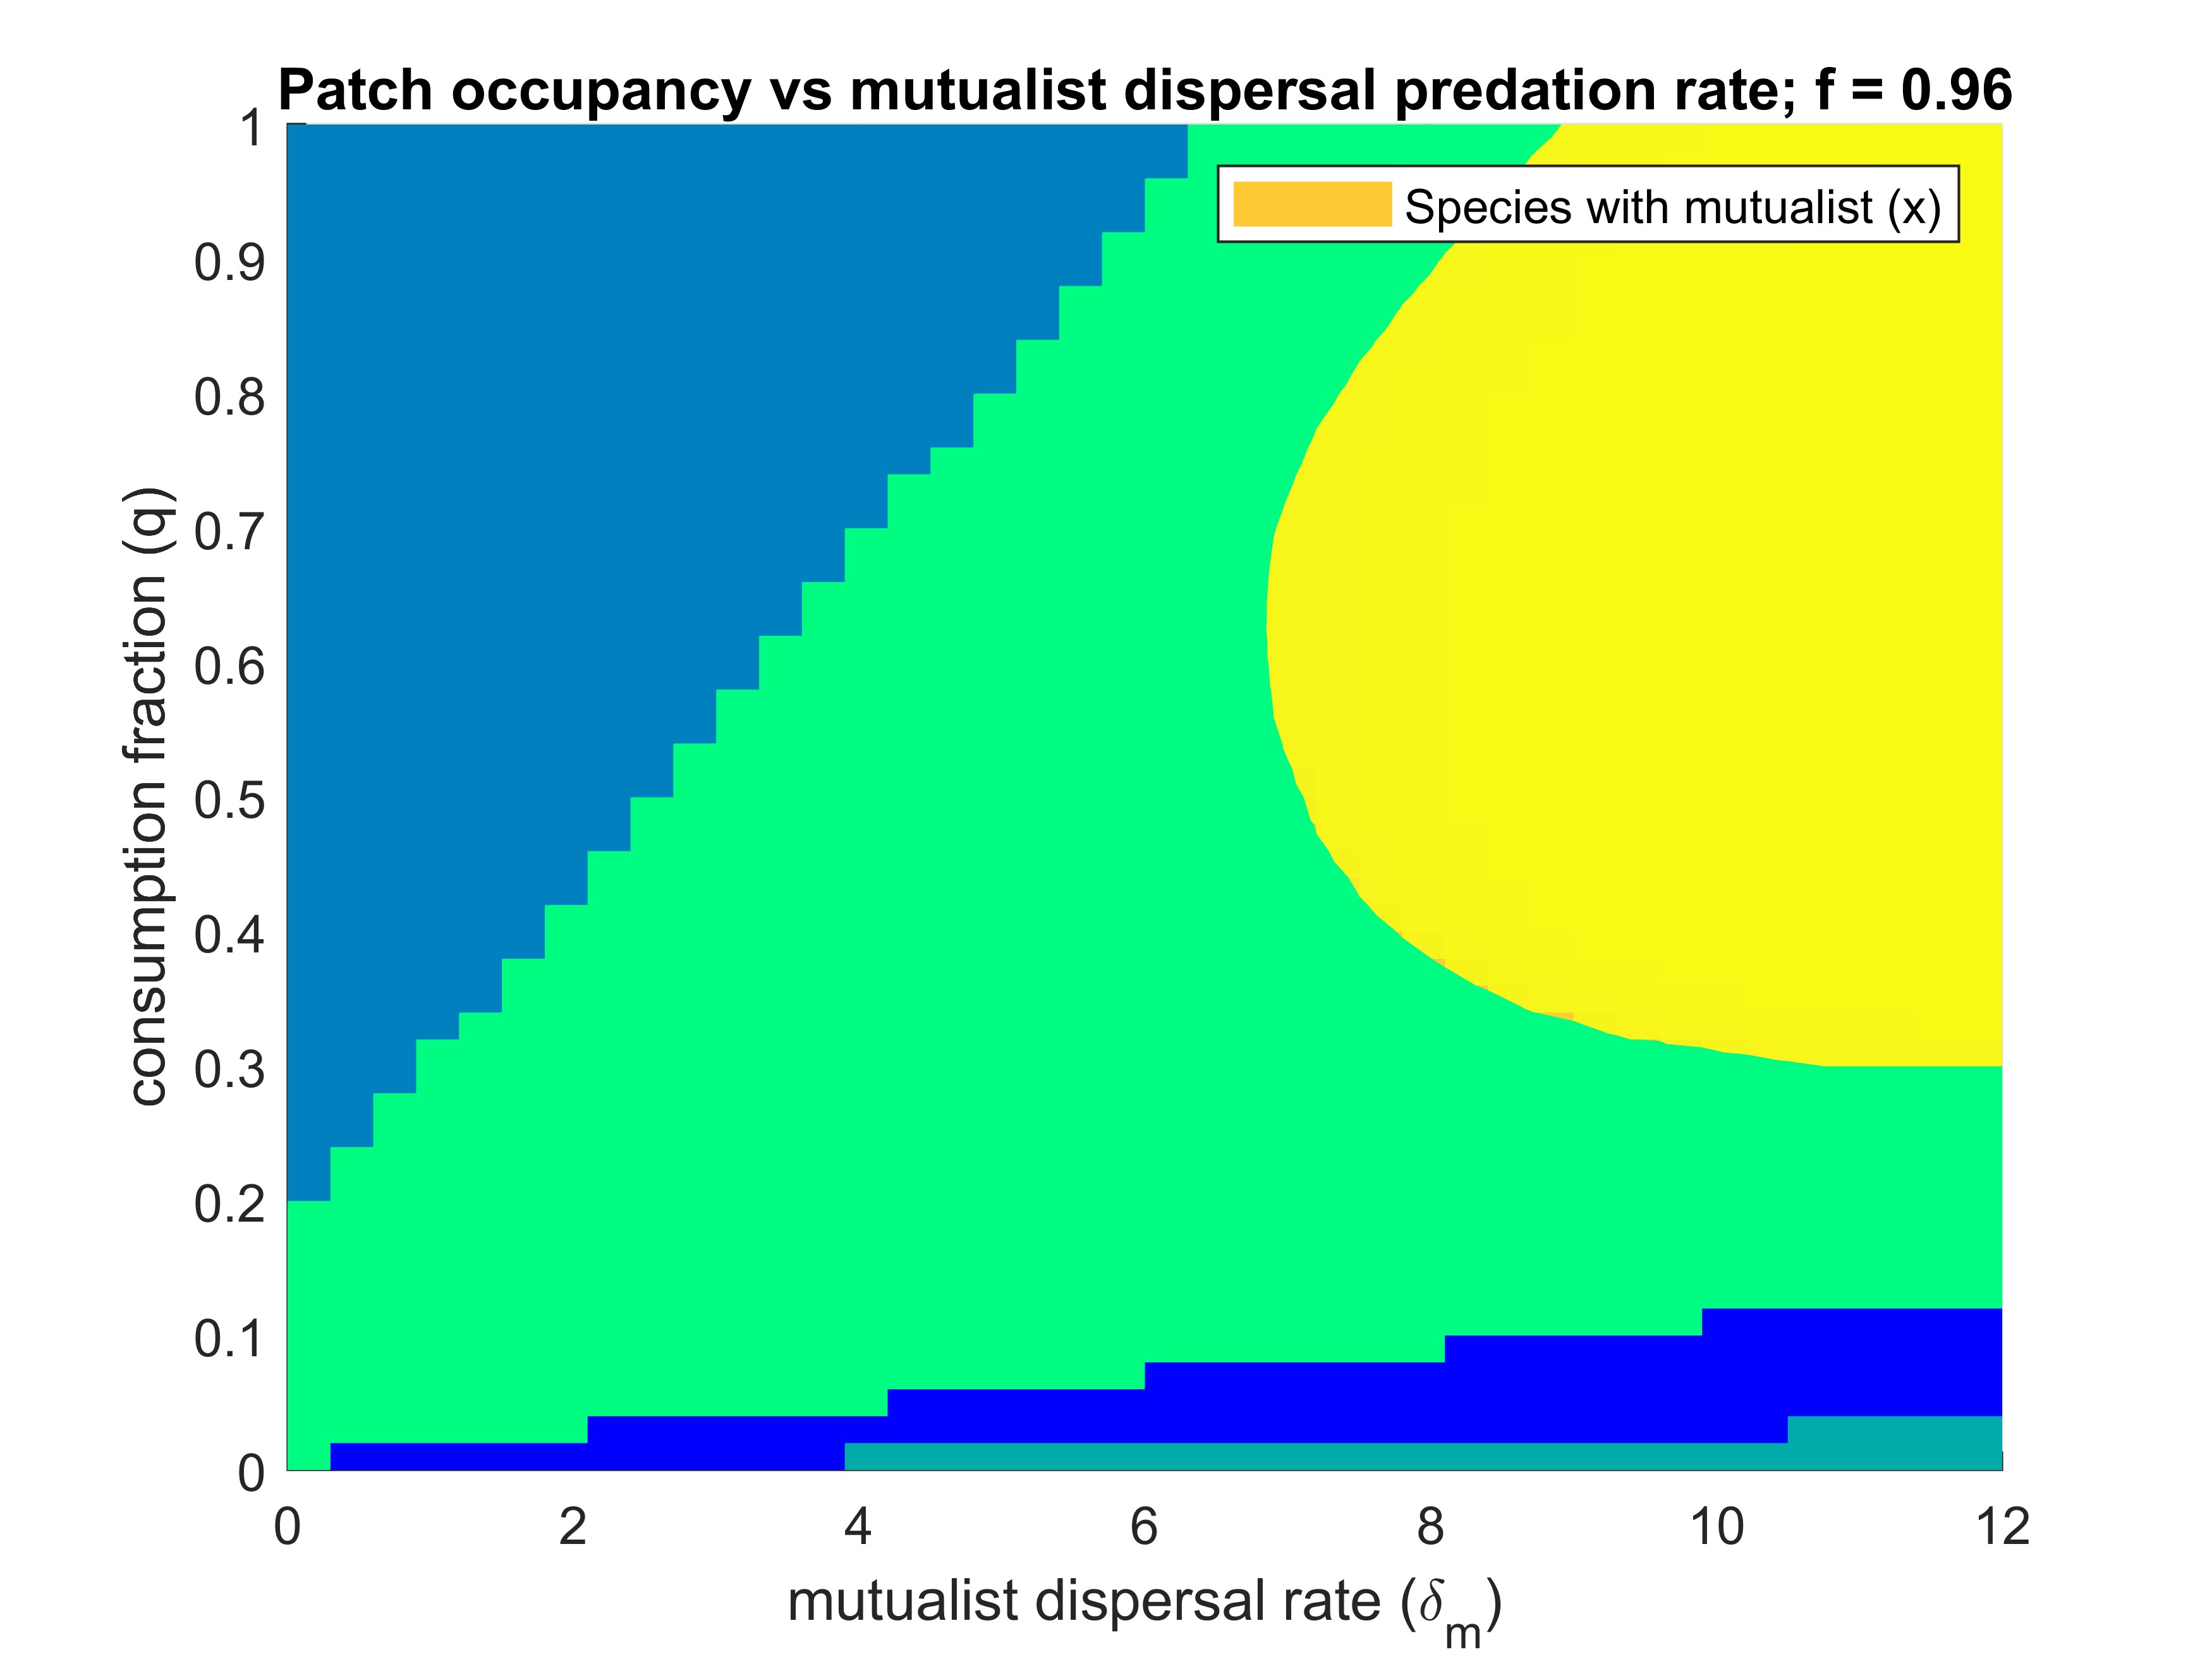 Patch occupancy vs mutualist dispersal predation rate; f = 0.96
Species with mutualist (x)
consumption fraction (q)
1
0.9
0.8
0.7
0.6
0.5
0.4
0.3
0.2
0.1
0
0 2 4 6 8 10 12
mutualist dispersal rate (δm)